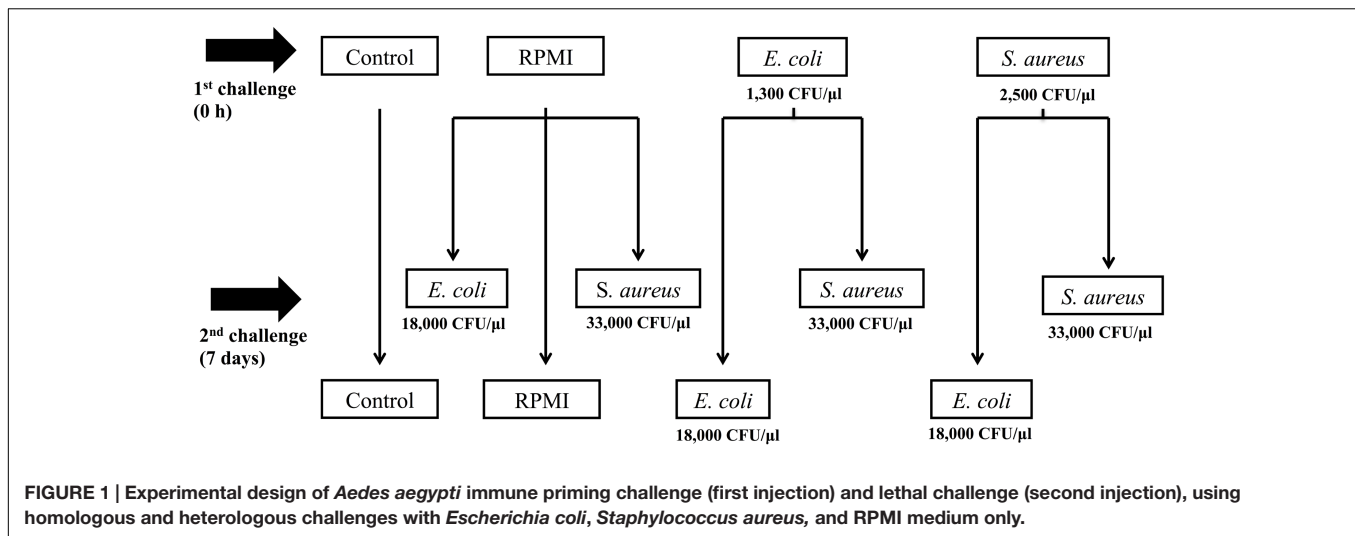 Control
RPMI
E. coli
S. aureus
1st challenge
(0 h)
1,300 CFU/μl
2,500 CFU/μl
E. coli
S. aureus
S. aureus
S. aureus
2nd challenge
(7 days)
18,000 CFU/μl
33,000 CFU/μl
33,000 CFU/μl
33,000 CFU/μl
Control
RPMI
E. coli
E. coli
18,000 CFU/μl
18,000 CFU/μl
FIGURE 1 | Experimental design of Aedes aegypti immune priming challenge (first injection) and lethal challenge (second injection), using
homologous and heterologous challenges with Escherichia coli, Staphylococcus aureus, and RPMI medium only.